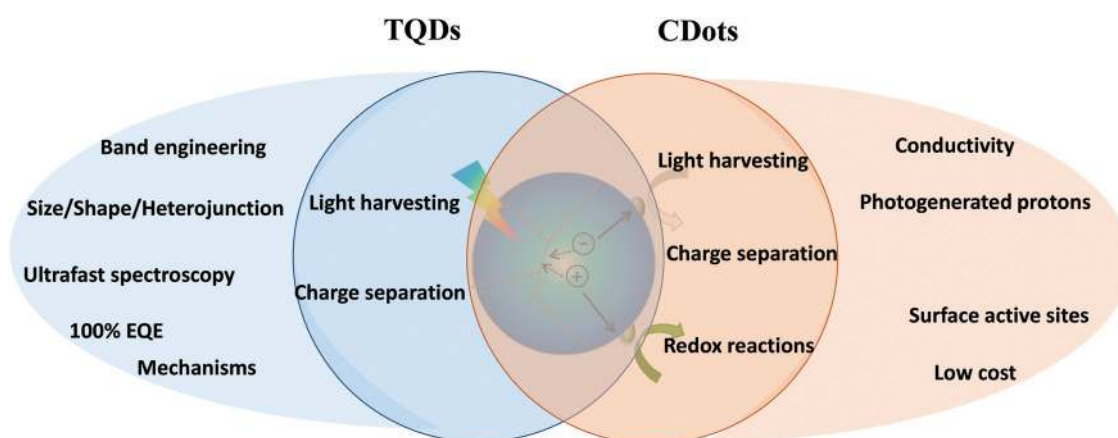 TQDs
CDots
Band engineering
Size/Shape/Heterojunction
Ultrafast spectroscopy
100% EQE
Mechanisms
Light harvesting
Charge separation
−
+
Light harvesting
Charge separation
Redox reactions
Conductivity
Photogenerated protons
Surface active sites
Low cost